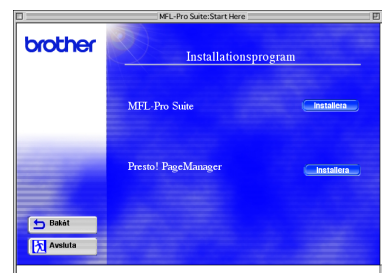 MFL-Pro Suite:Start Here
brother
Installationsprogram
MFL-Pro Suite
Installera
Presto! PageManager
Installera
Bakåt
Avsluta